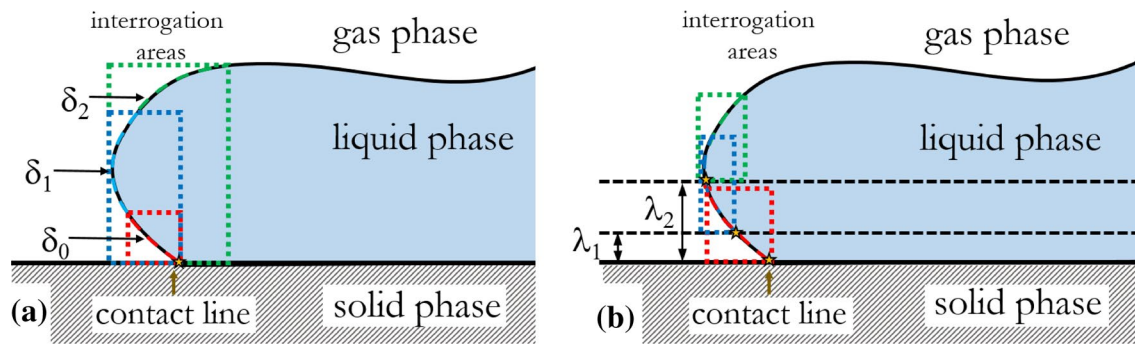 interrogation
areas
gas phase
δ₂
liquid phase
δ₁
δ₀
(a)
contact line
solid phase
interrogation
areas
gas phase
liquid phase
λ₂
λ₁
(b)
contact line
solid phase